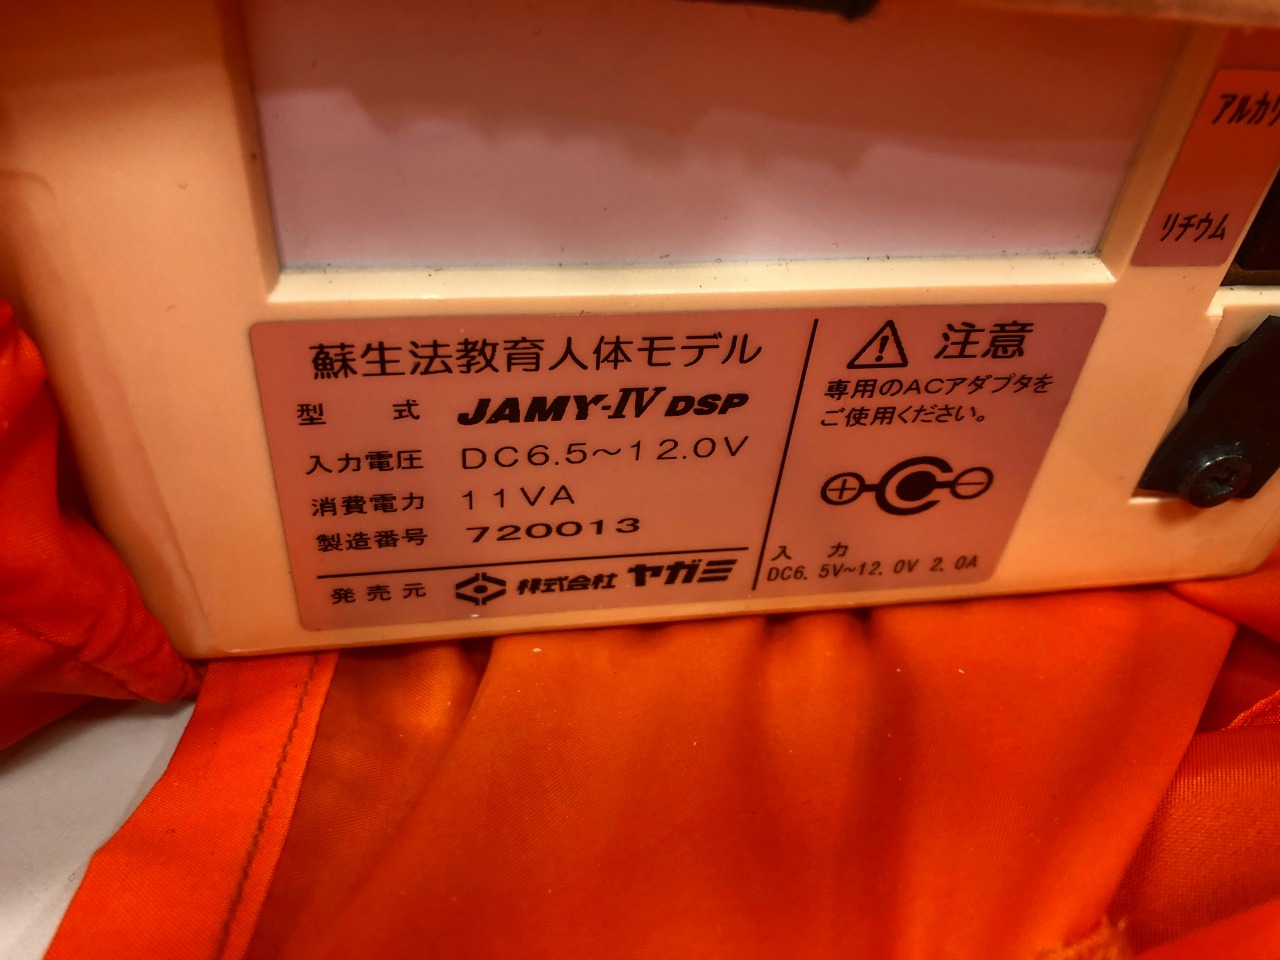 アルカリ
リチウム
蘇生法教育人体モデル
型式 JAMY-IV DSP
入力電圧 DC6.5～12.0V
消費電力 11VA
製造番号 720013
発売元 株式会社 ヤガミ
注意
専用のACアダプタを
ご使用ください。
入力
DC6.5V~12.0V 2.0A